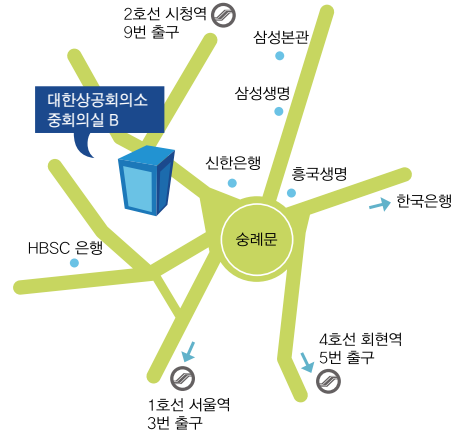 2호선 시청역
9번 출구
삼성본관
삼성생명
대한상공회의소
중회의실 B
신한은행
흥국생명
한국은행
숭례문
HBSC 은행
4호선 회현역
5번 출구
1호선 서울역
3번 출구